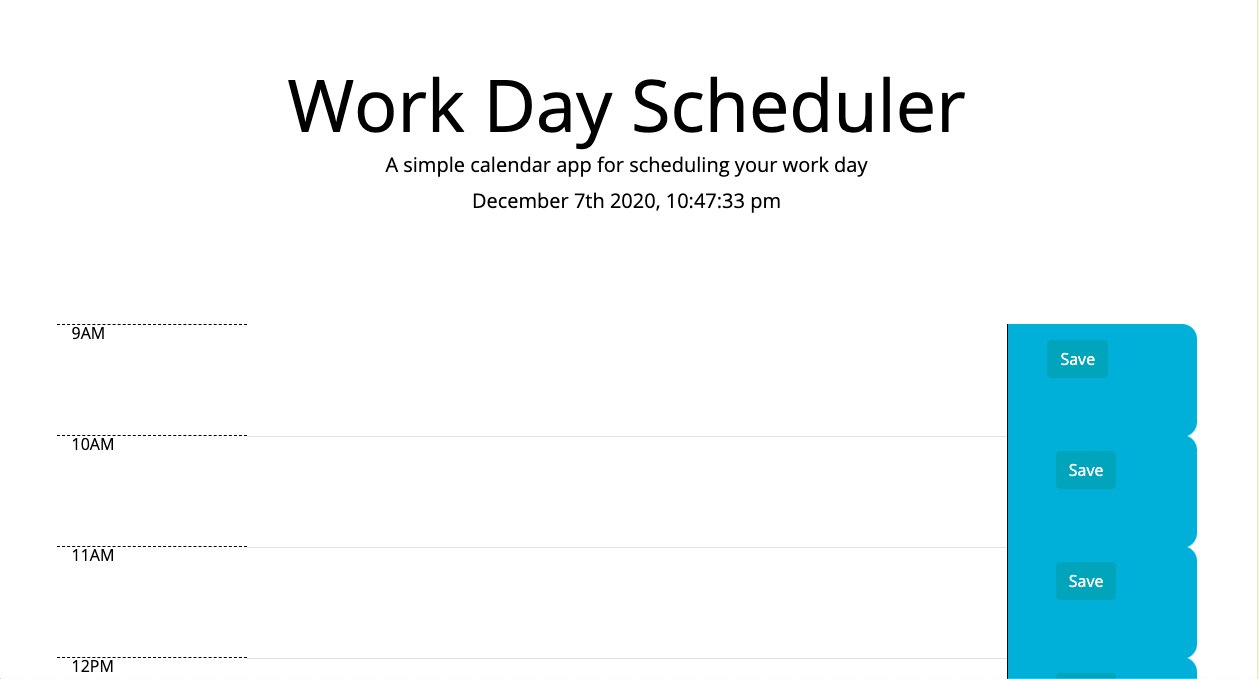 Work Day Scheduler
A simple calendar app for scheduling your work day
December 7th 2020, 10:47:33 pm
9AM
Save
10AM
Save
11AM
Save
12PM